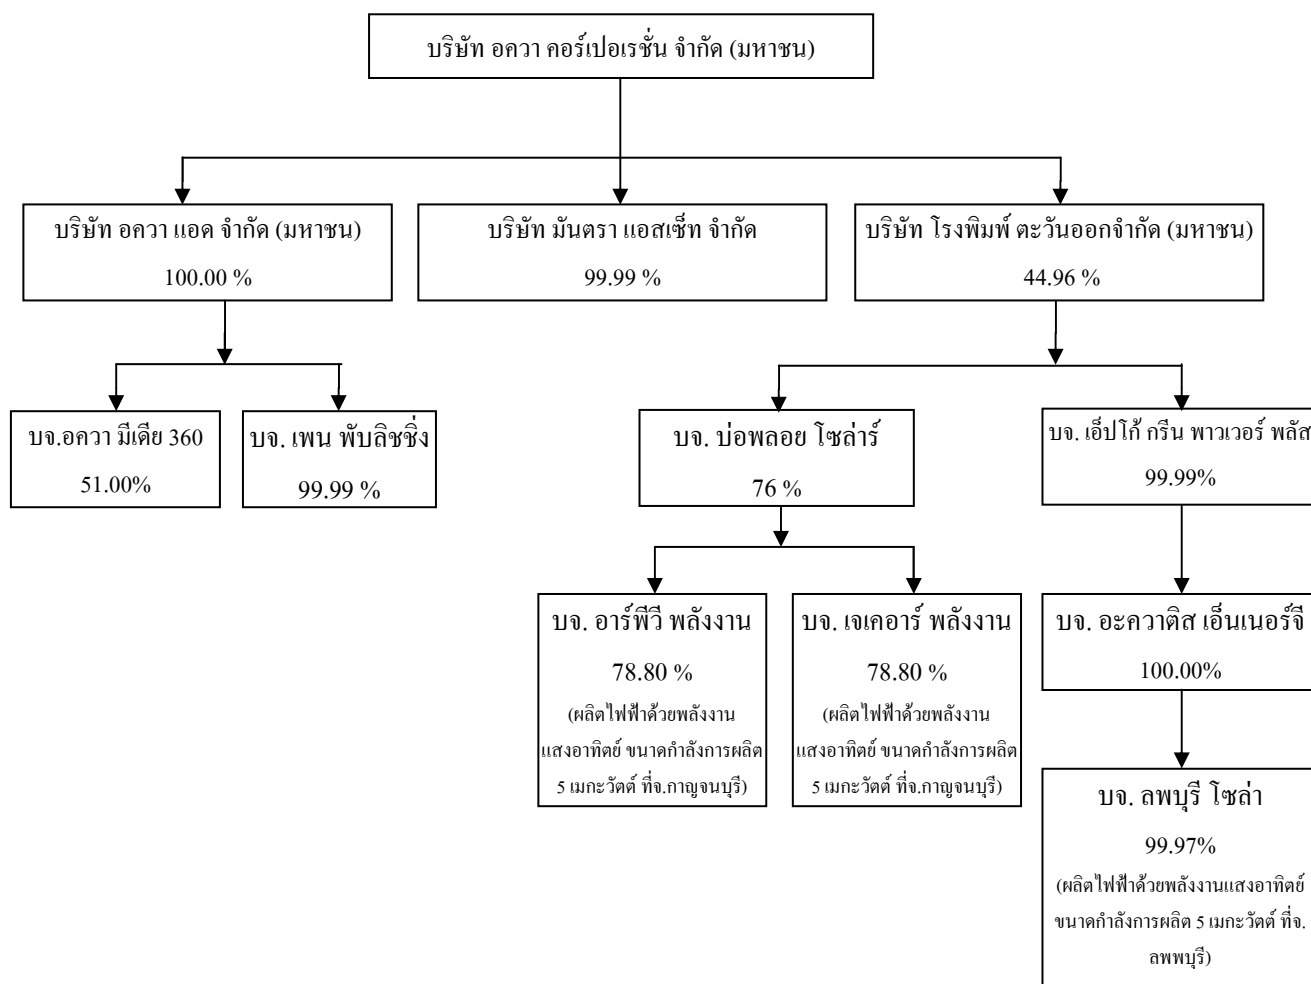 บริษัท อควา คอร์เปอเรชั่น จำกัด (มหาชน)
บริษัท อควา แอด จำกัด (มหาชน)
100.00 %
บริษัท มันตรา แอสเซ็ท จำกัด
99.99 %
บริษัท โรงพิมพ์ ตะวันออกจำกัด (มหาชน)
44.96 %
บจ.อควา มีเดีย 360
51.00%
บจ. เพน พับลิชชิ่ง
99.99 %
บจ. บ่อพลอย โซล่าร์
76 %
บจ. เอ็ปโก้ กรีน พาวเวอร์ พลัส
99.99%
บจ. อาร์พีวี พลังงาน
78.80 %
(ผลิตไฟฟ้าด้วยพลังงาน
แสงอาทิตย์ ขนาดกำลังการผลิต
5 เมกะวัตต์ ที่จ.กาญจนบุรี)
บจ. เจเคอาร์ พลังงาน
78.80 %
(ผลิตไฟฟ้าด้วยพลังงาน
แสงอาทิตย์ ขนาดกำลังการผลิต
5 เมกะวัตต์ ที่จ.กาญจนบุรี)
บจ. อะควาติส เอ็นเนอร์จี
100.00%
บจ. ลพบุรี โซล่า
99.97%
(ผลิตไฟฟ้าด้วยพลังงานแสงอาทิตย์
ขนาดกำลังการผลิต 5 เมกะวัตต์ ที่จ.
ลพพบุรี)